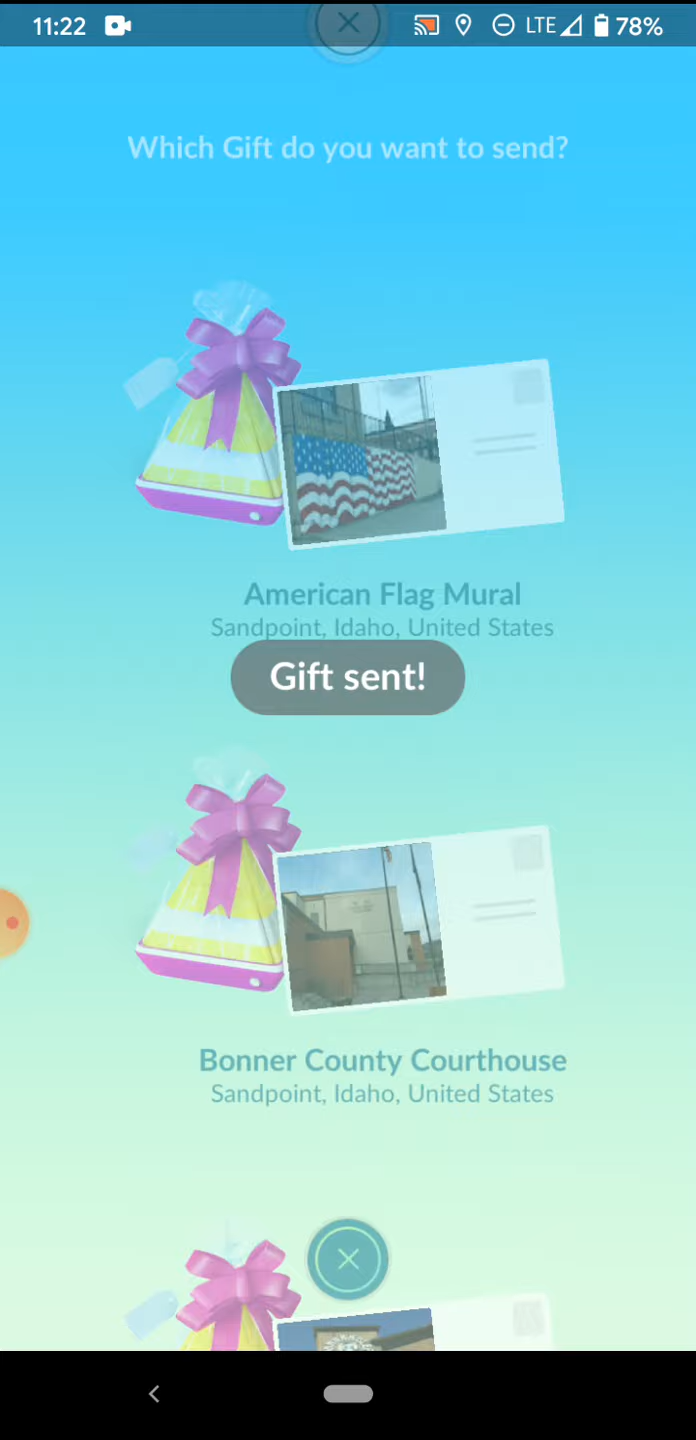 11:22
LTE 78%
Which Gift do you want to send?
American Flag Mural
Sandpoint, Idaho, United States
Gift sent!
Bonner County Courthouse
Sandpoint, Idaho, United States